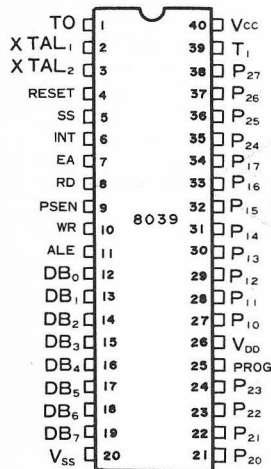 TO 1 40 Vcc
XTAL₁ 2 39 T₁
XTAL₂ 3 38 P₂₇
RESET 4 37 P₂₆
SS 5 36 P₂₅
INT 6 35 P₂₄
EA 7 34 P₁₇
RD 8 33 P₁₆
PSEN 9 32 P₁₅
8039
WR 10 31 P₁₄
ALE 11 30 P₁₃
DB₀ 12 29 P₁₂
DB₁ 13 28 P₁₁
DB₂ 14 27 P₁₀
DB₃ 15 26 VDD
DB₄ 16 25 PROG
DB₅ 17 24 P₂₃
DB₆ 18 23 P₂₂
DB₇ 19 22 P₂₁
Vss 20 21 P₂₀